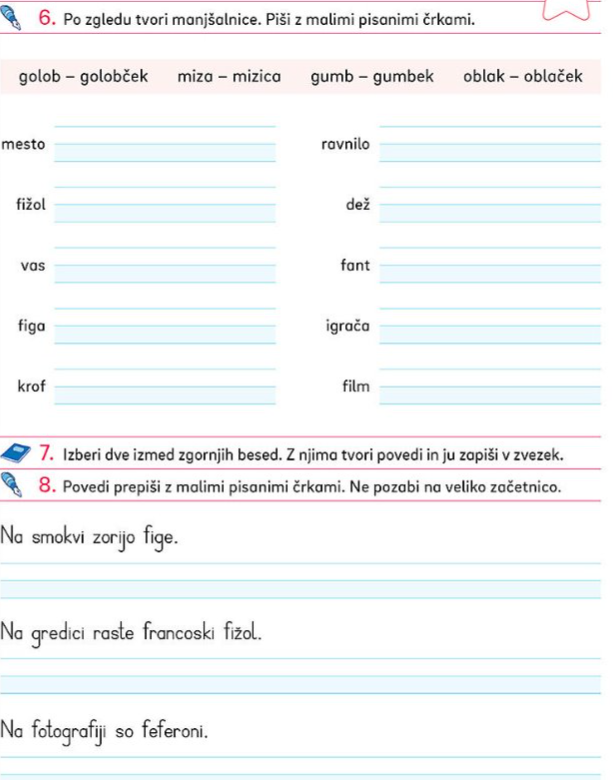 6. Po zgledu tvori manjšalnice. Piši z malimi pisanimi črkami.
golob – golobček miza – mizica gumb – gumbek oblak – oblaček
mesto ravnilo
fižol dež
vas fant
figa igrača
krof film
7. Izberi dve izmed zgornjih besed. Z njima tvori povedi in ju zapiši v zvezek.
8. Povedi prepiši z malimi pisanimi črkami. Ne pozabi na veliko začetnico.
Na smokvi zorijo fige.
Na gredici raste francoski fižol.
Na fotografiji so feferoni.